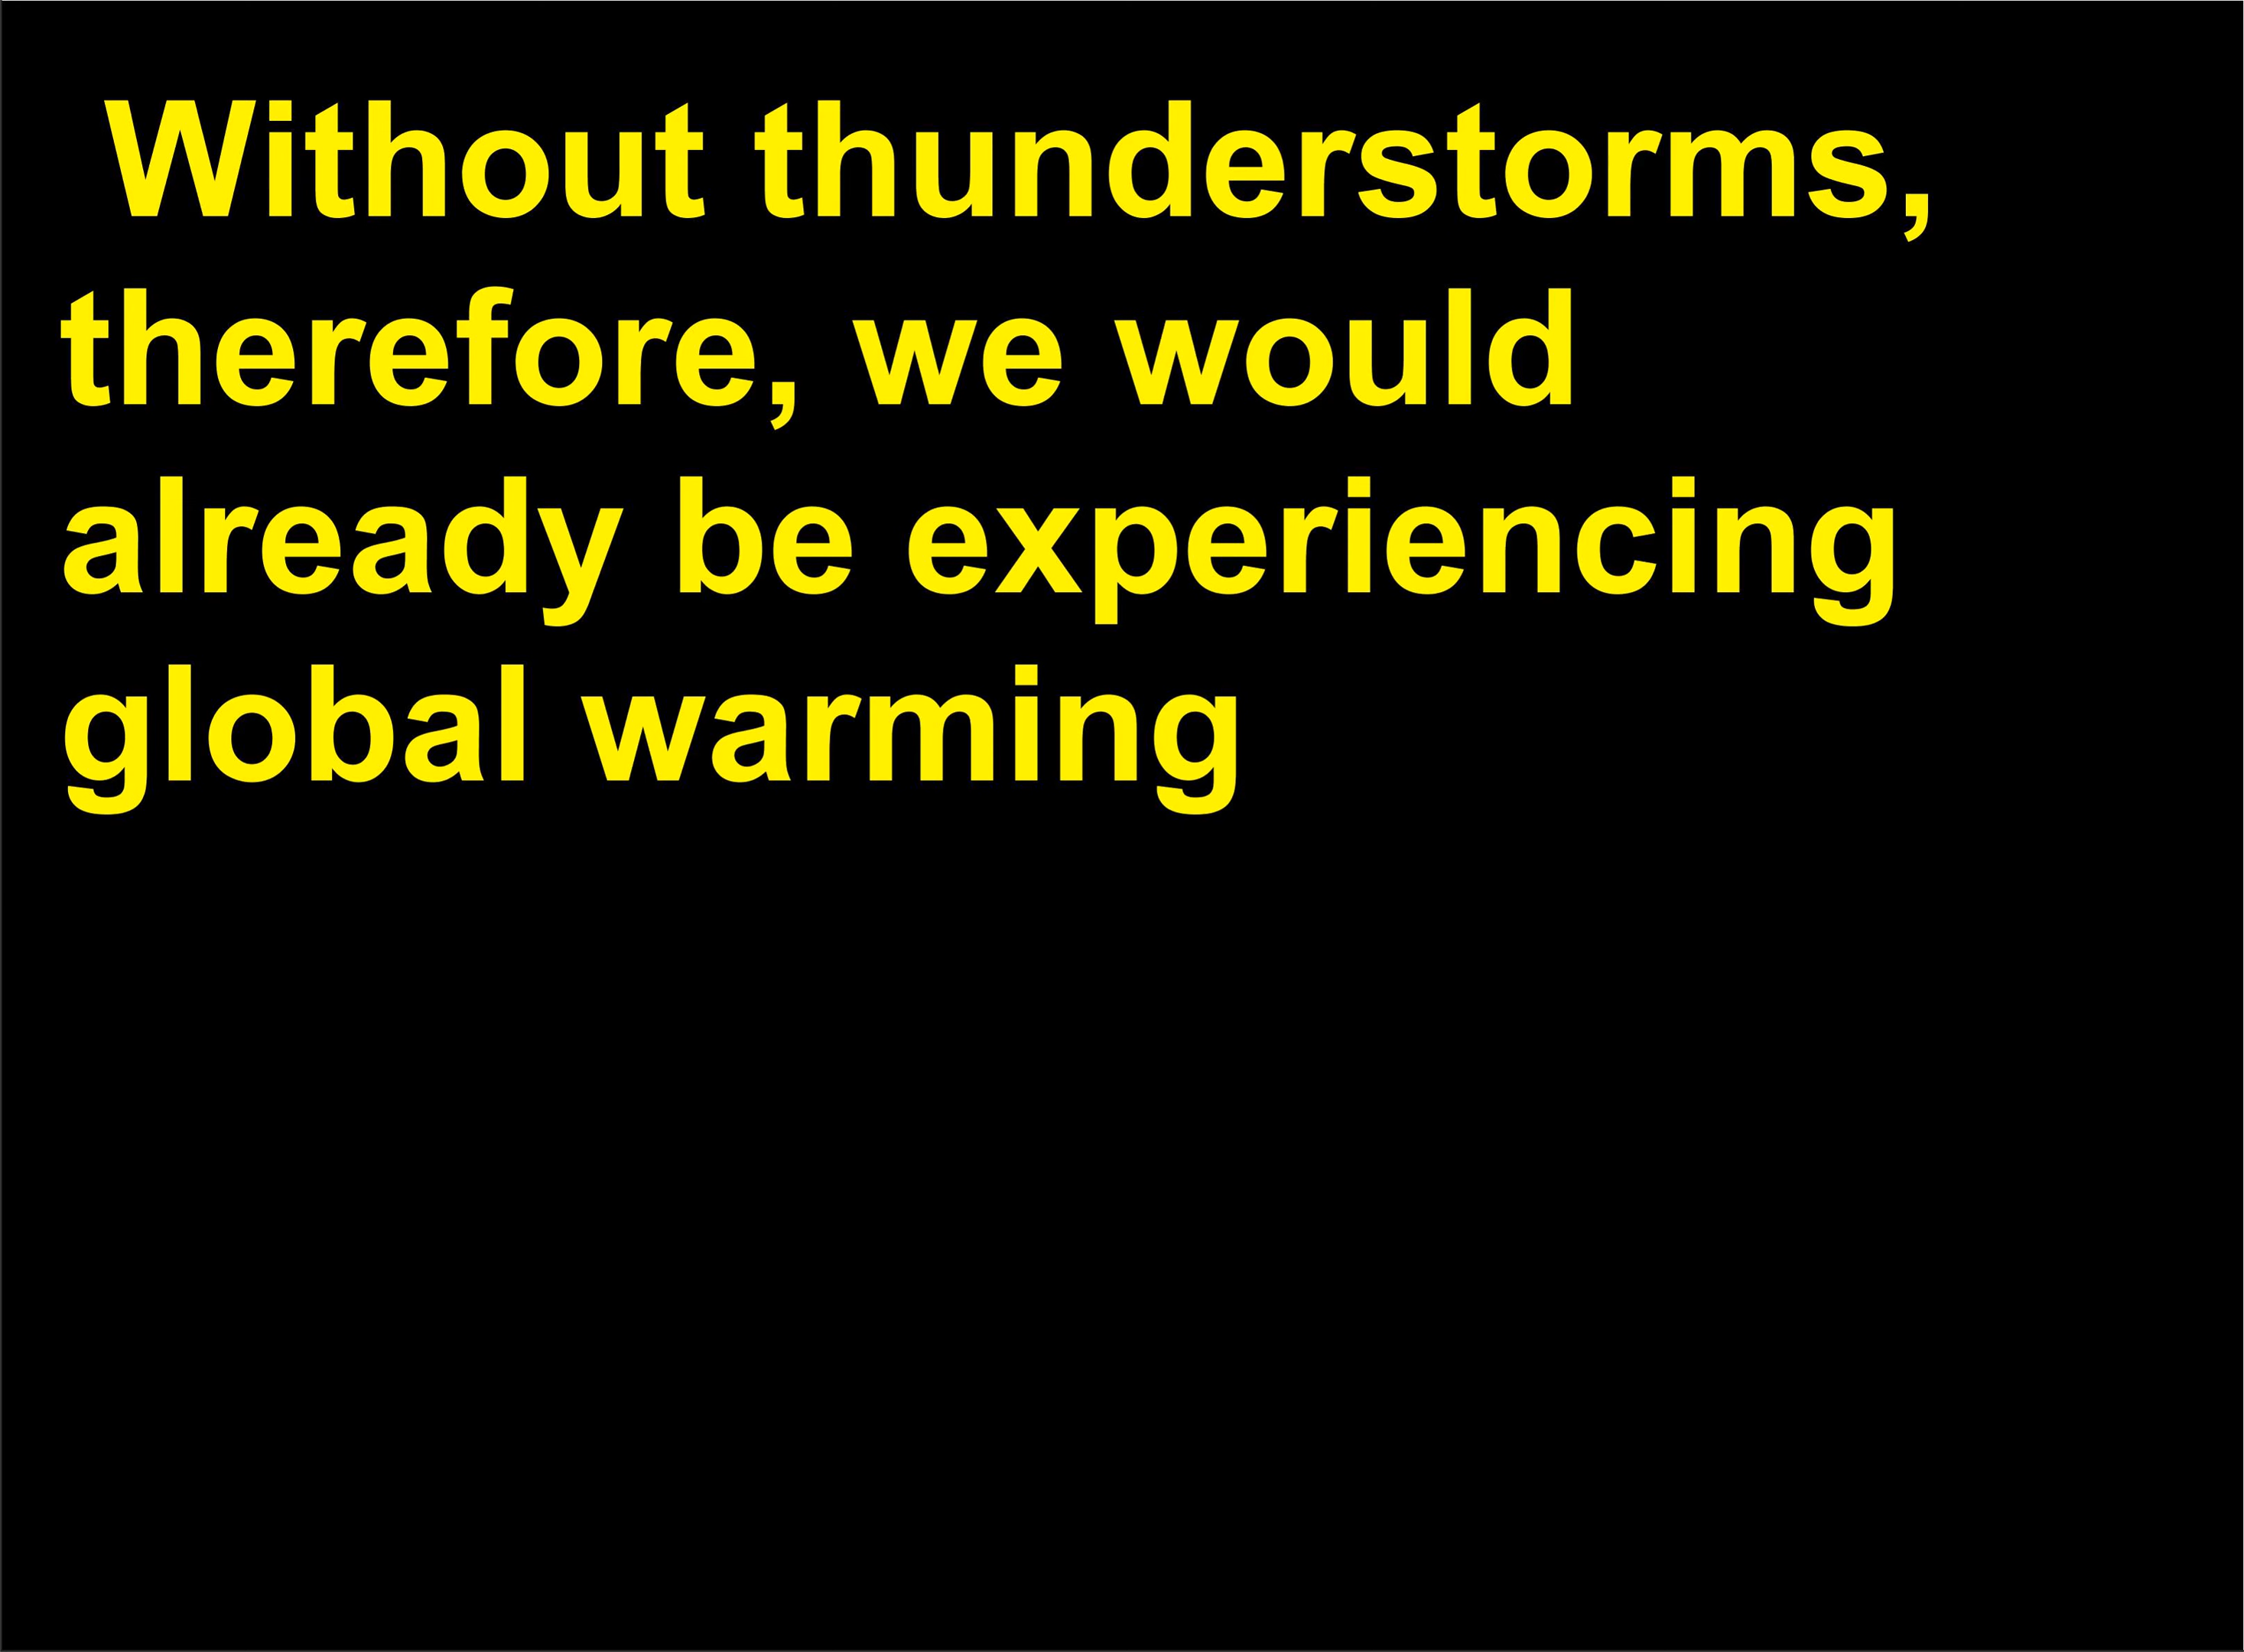 Without thunderstorms,
therefore, we would
already be experiencing
global warming